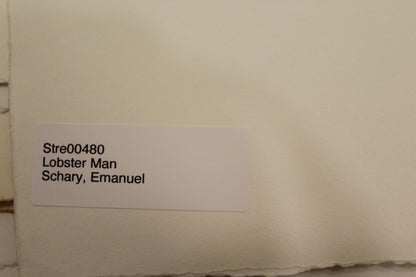 Stre00480
Lobster Man
Schary, Emanuel